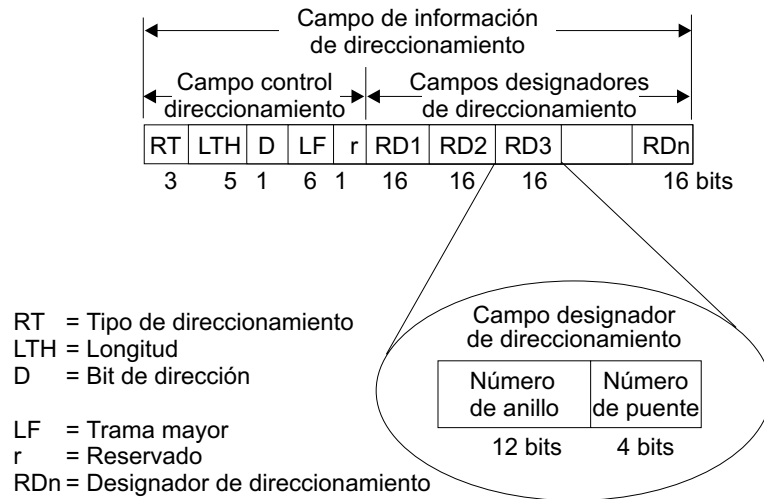 Campo de información
de direccionamiento
Campo control
direccionamiento
Campos designadores
de direccionamiento
RT LTH D LF r RD1 RD2 RD3 RDn
3 5 1 6 1 16 16 16 16 bits
RT = Tipo de direccionamiento
LTH = Longitud
D = Bit de dirección
LF = Trama mayor
r = Reservado
RDn = Designador de direccionamiento
Campo designador
de direccionamiento
Número
de anillo
Número
de puente
12 bits 4 bits